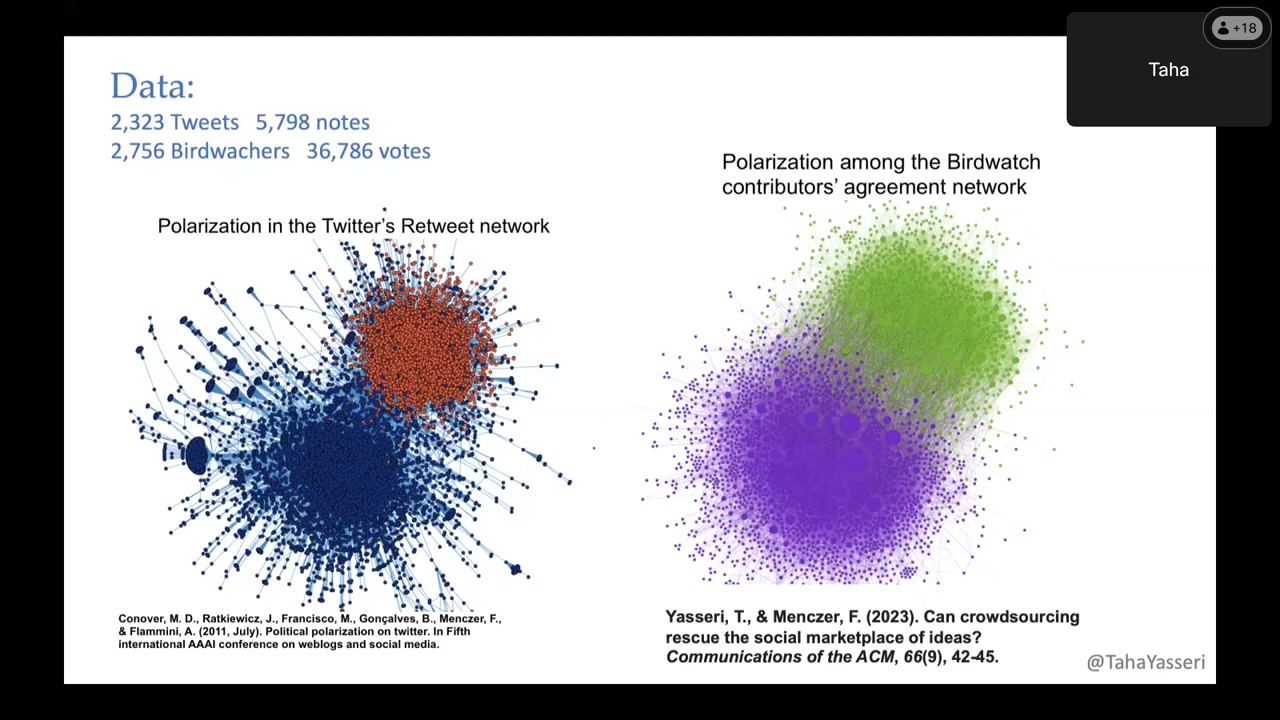 +18
Taha
Data:
2,323 Tweets 5,798 notes
2,756 Birdwachers 36,786 votes
Polarization in the Twitter’s Retweet network
Polarization among the Birdwatch
contributors’ agreement network
Conover, M. D., Ratkiewicz, J., Francisco, M., Gonçalves, B., Menczer, F.,
& Flammini, A. (2011, July). Political polarization on twitter. In Fifth
international AAAI conference on weblogs and social media.
Yasseri, T., & Menczer, F. (2023). Can crowdsourcing
rescue the social marketplace of ideas?
Communications of the ACM, 66(9), 42-45.
@TahaYasseri